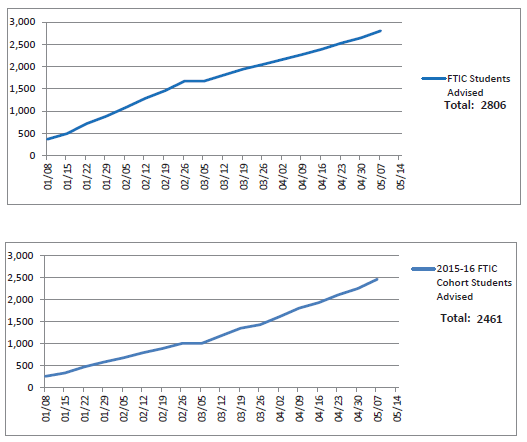 3,000
2,500
2,000
1,500
1,000
500
0
01/08 01/15 01/22 01/29 02/05 02/12 02/19 02/26 03/05 03/12 03/19 03/26 04/02 04/09 04/16 04/23 04/30 05/07 05/14
FTIC Students
Advised
Total: 2806
3,000
2,500
2,000
1,500
1,000
500
0
01/08 01/15 01/22 01/29 02/05 02/12 02/19 02/26 03/05 03/12 03/19 03/26 04/02 04/09 04/16 04/23 04/30 05/07 05/14
2015-16 FTIC
Cohort Students
Advised
Total: 2461